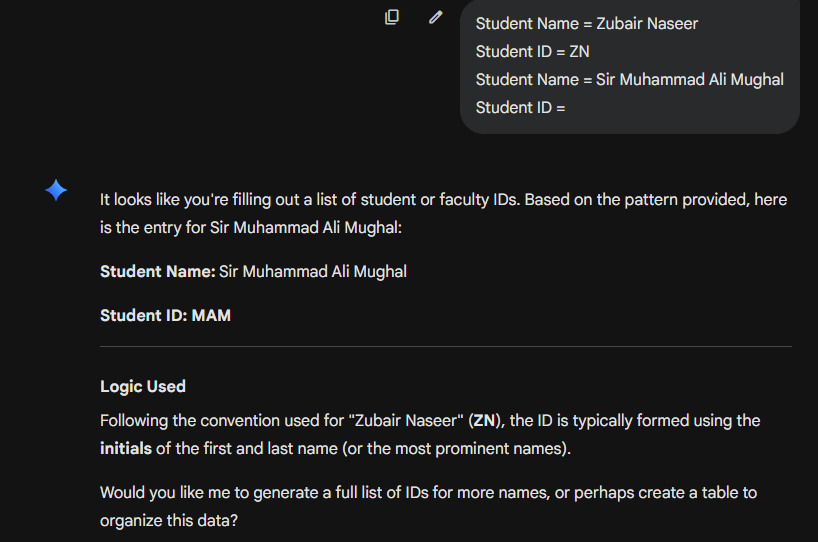 Student Name = Zubair Naseer
Student ID = ZN
Student Name = Sir Muhammad Ali Mughal
Student ID =
It looks like you're filling out a list of student or faculty IDs. Based on the pattern provided, here
is the entry for Sir Muhammad Ali Mughal:
Student Name: Sir Muhammad Ali Mughal
Student ID: MAM
Logic Used
Following the convention used for "Zubair Naseer" (ZN), the ID is typically formed using the
initials of the first and last name (or the most prominent names).
Would you like me to generate a full list of IDs for more names, or perhaps create a table to
organize this data?